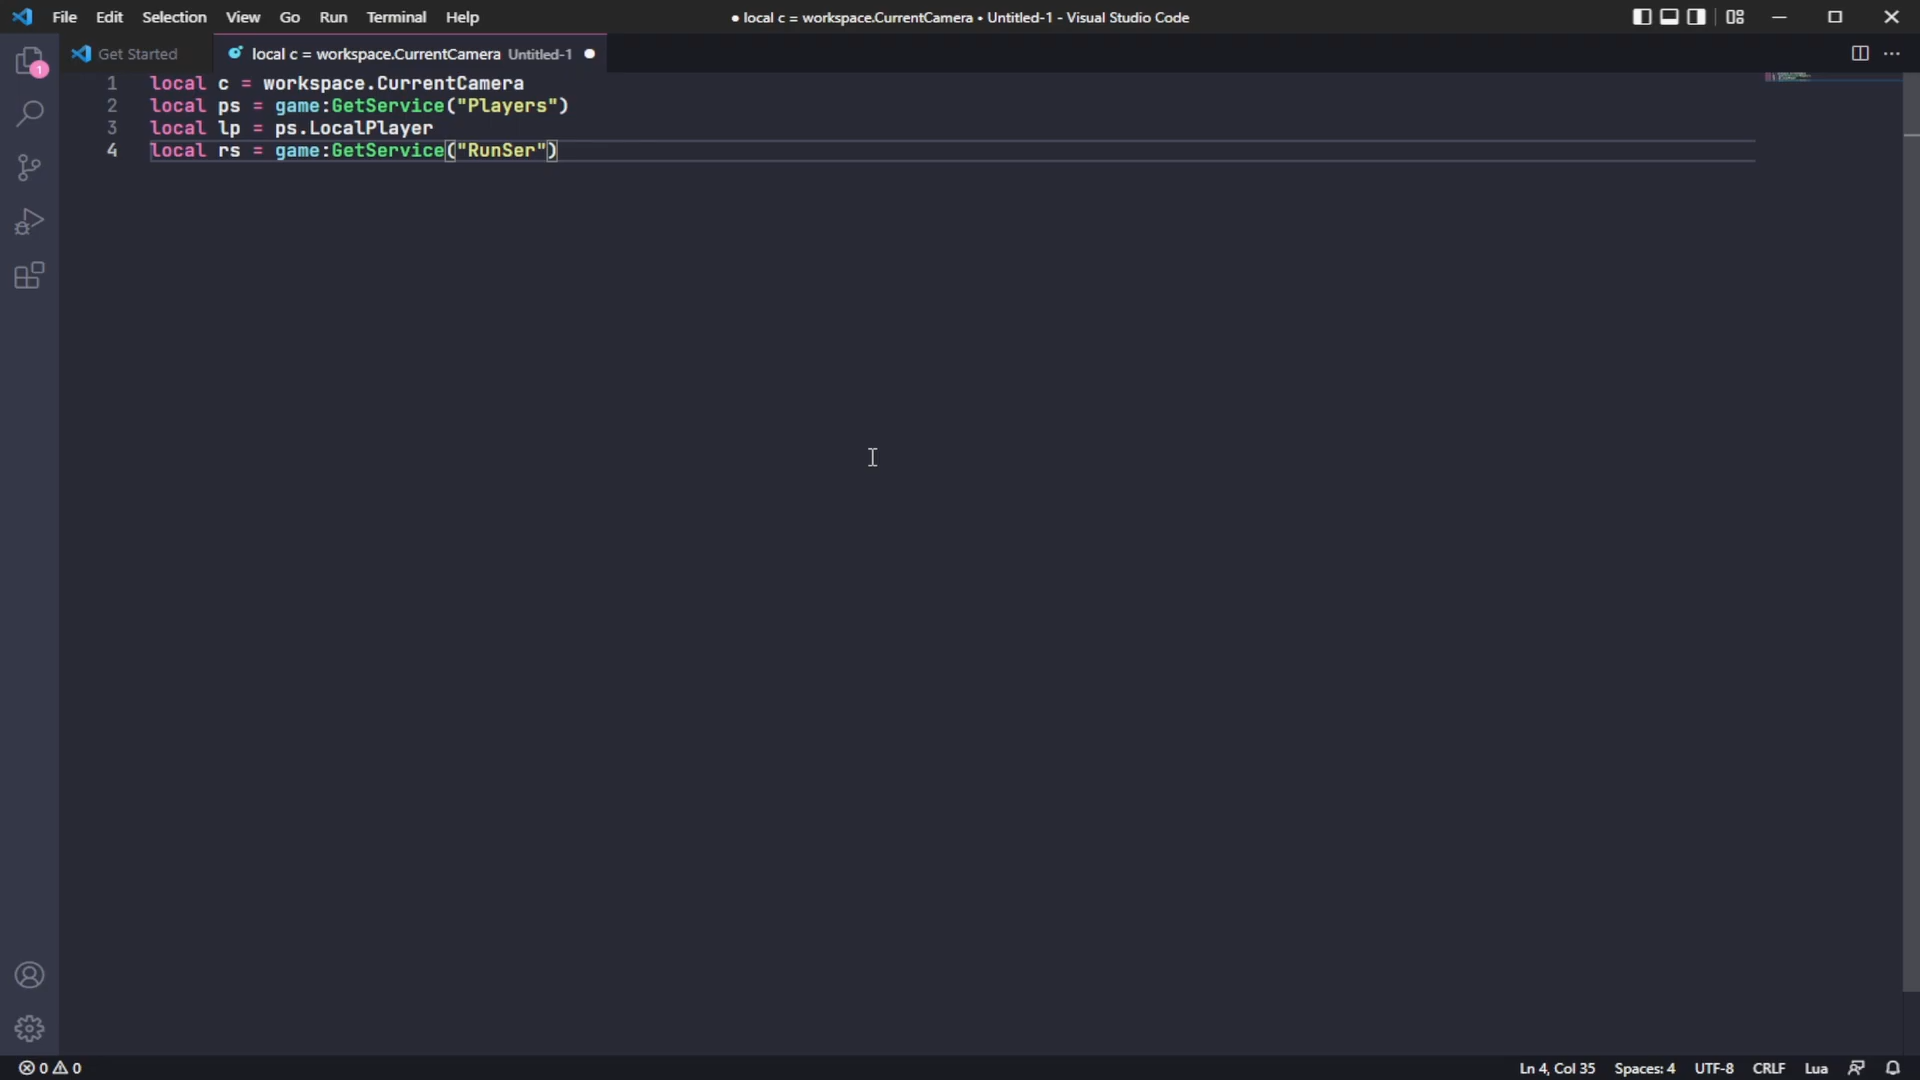 File Edit Selection View Go Run Terminal Help
● local c = workspace.CurrentCamera • Untitled-1 - Visual Studio Code
Get Started
local c = workspace.CurrentCamera Untitled-1
1
1 local c = workspace.CurrentCamera
2 local ps = game:GetService("Players")
3 local lp = ps.LocalPlayer
4 local rs = game:GetService("RunSer")
0 0
Ln 4, Col 35 Spaces: 4 UTF-8 CRLF Lua